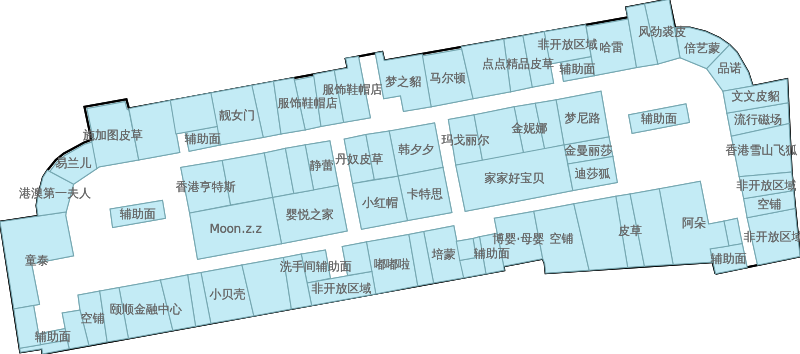 风劲裘皮
非开放区域
哈雷
倍艺蒙
品诺
点点精品皮草
辅助面
马尔顿
梦之貂
服饰鞋帽店
服饰鞋帽店
靓女门
辅助面
旗加图皮草
易兰儿
港澳第一夫人
文文皮貂
流行磁场
香港雪山飞狐
非开放区域
空铺
非开放区域
辅助面
梦尼路
金妮娜
玛戈丽尔
金曼丽莎
迪莎狐
家家好宝贝
韩夕夕
丹奴皮草
卡特思
小红帽
静蕾
香港亨特斯
婴悦之家
Moon.z.z
辅助面
童泰
阿朵
辅助面
皮草
空铺
博婴·母婴
辅助面
培蒙
嘟嘟啦
洗手间辅助面
非开放区域
小贝壳
颐顺金融中心
空铺
辅助面